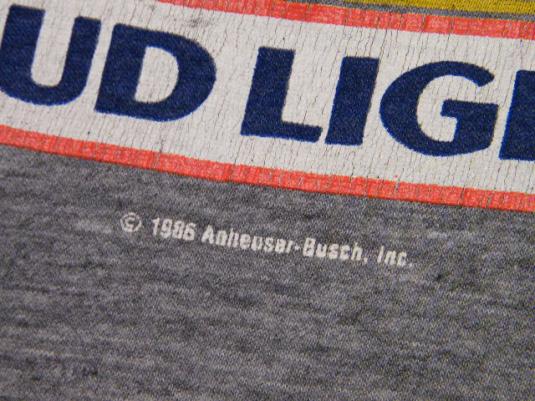 UD LIG
© 1986 Anheuser-Busch, Inc.